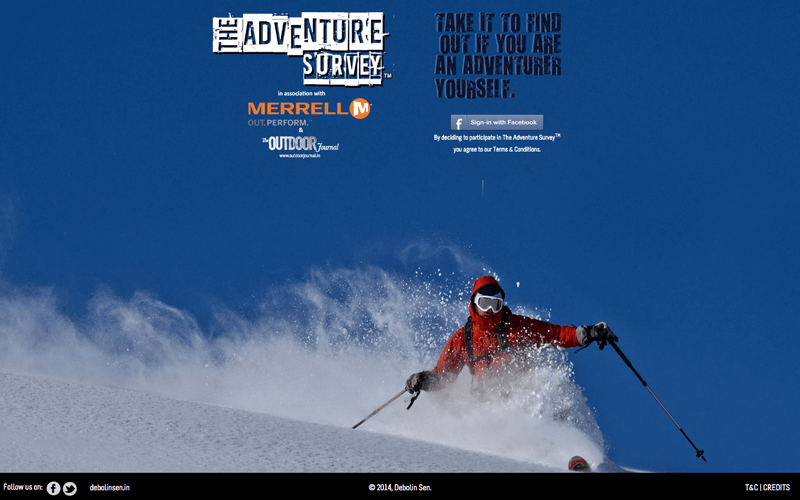 THE ADVENTURE
SURVEY™
in association with
MERRELL M
OUT.PERFORM.™
&
The OUTDOOR Journal
www.outdoorjournal.in
TAKE IT TO FIND
OUT IF YOU ARE
AN ADVENTURER
YOURSELF.
f Sign-in with Facebook
By deciding to participate in The Adventure Survey™
you agree to our Terms & Conditions.
Follow us on:
debolinsen.in
© 2014, Debolin Sen.
T&C | CREDITS